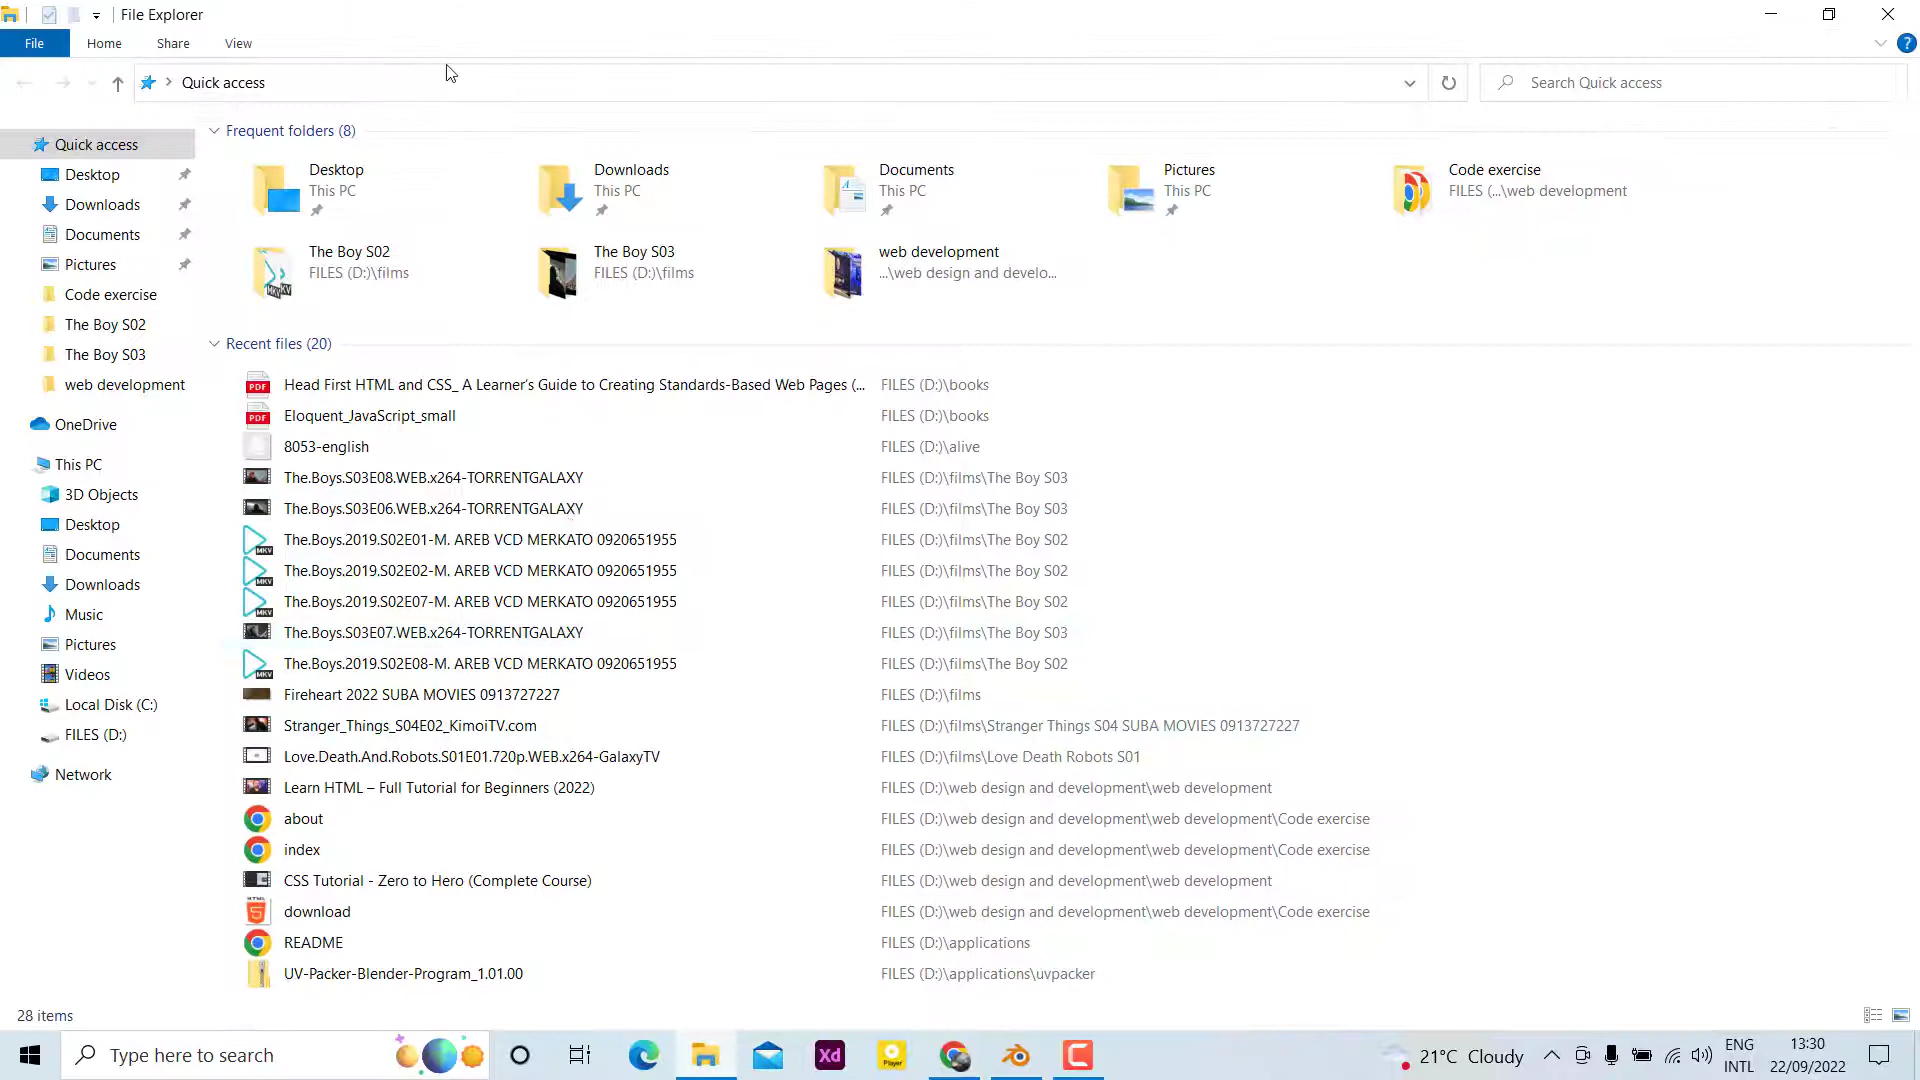 File Explorer
File Home Share View
Quick access
Search Quick access
Quick access
Desktop
Downloads
Documents
Pictures
Code exercise
The Boy S02
The Boy S03
web development
OneDrive
This PC
3D Objects
Desktop
Documents
Downloads
Music
Pictures
Videos
Local Disk (C:)
FILES (D:)
Network
Frequent folders (8)
Desktop
This PC
Downloads
This PC
Documents
This PC
Pictures
This PC
Code exercise
FILES (...\web development
The Boy S02
FILES (D:)\films
The Boy S03
FILES (D:)\films
web development
...\web design and develo...
Recent files (20)
Head First HTML and CSS_ A Learner's Guide to Creating Standards-Based Web Pages (... FILES (D:)\books
Eloquent_JavaScript_small FILES (D:)\books
8053-english FILES (D:)\alive
The.Boys.S03E08.WEB.x264-TORRENTGALAXY FILES (D:)\films\The Boy S03
The.Boys.S03E06.WEB.x264-TORRENTGALAXY FILES (D:)\films\The Boy S03
The.Boys.2019.S02E01-M. AREB VCD MERKATO 0920651955 FILES (D:)\films\The Boy S02
The.Boys.2019.S02E02-M. AREB VCD MERKATO 0920651955 FILES (D:)\films\The Boy S02
The.Boys.2019.S02E07-M. AREB VCD MERKATO 0920651955 FILES (D:)\films\The Boy S02
The.Boys.S03E07.WEB.x264-TORRENTGALAXY FILES (D:)\films\The Boy S03
The.Boys.2019.S02E08-M. AREB VCD MERKATO 0920651955 FILES (D:)\films\The Boy S02
Fireheart 2022 SUBA MOVIES 0913727227 FILES (D:)\films
Stranger_Things_S04E02_KimoiTV.com FILES (D:)\films\Stranger Things S04 SUBA MOVIES 0913727227
Love.Death.And.Robots.S01E01.720p.WEB.x264-GalaxyTV FILES (D:)\films\Love Death Robots S01
Learn HTML – Full Tutorial for Beginners (2022) FILES (D:)\web design and development\web development
about FILES (D:)\web design and development\web development\Code exercise
index FILES (D:)\web design and development\web development\Code exercise
CSS Tutorial - Zero to Hero (Complete Course) FILES (D:)\web design and development\web development
download FILES (D:)\web design and development\web development\Code exercise
README FILES (D:)\applications
UV-Packer-Blender-Program_1.01.00 FILES (D:)\applications\uvpacker
28 items
Type here to search
Xd
Player
21°C Cloudy
ENG
INTL
13:30
22/09/2022